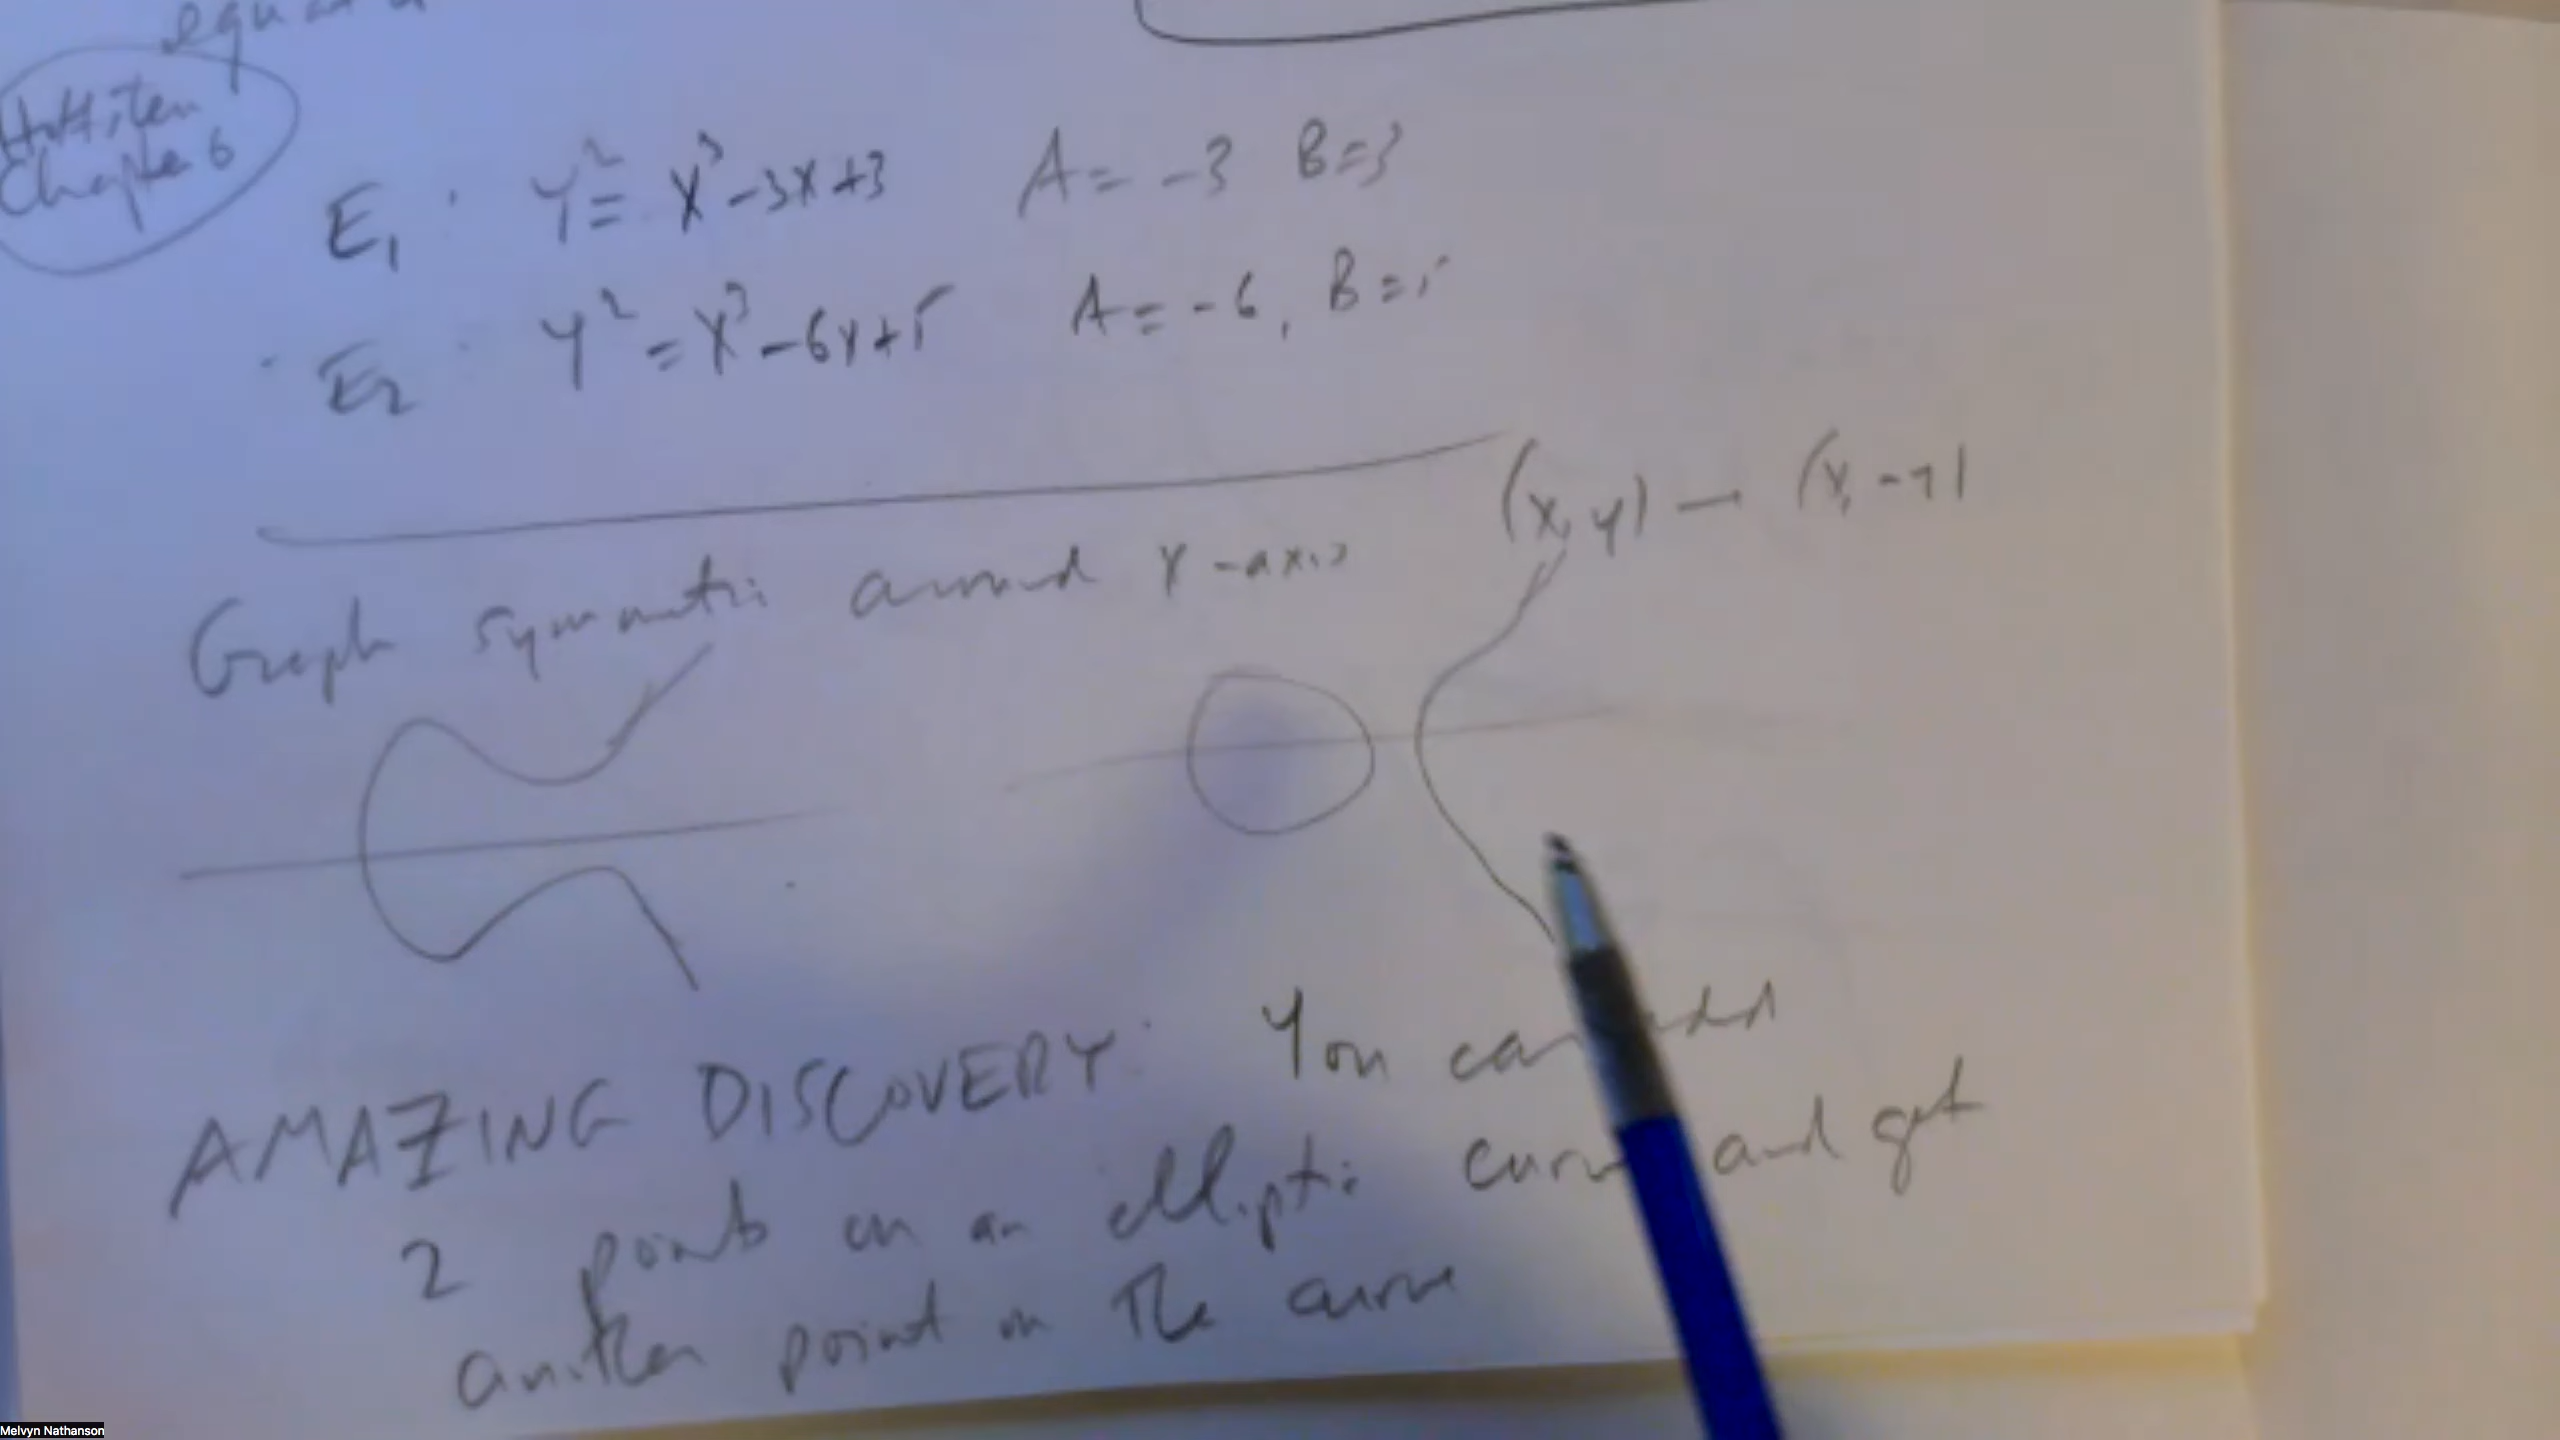 Hoffstein
Chapter 6
E₁ : Y² = X³ - 3X + 3 A = -3 B = 3
E₂ : Y² = X³ - 6X + 5 A = -6, B = 5
(x, y) → (x, -y)
Graph symmetric around X-axis
AMAZING DISCOVERY: You can add
2 points on an elliptic curve and get
another point on the curve
Melvyn Nathanson